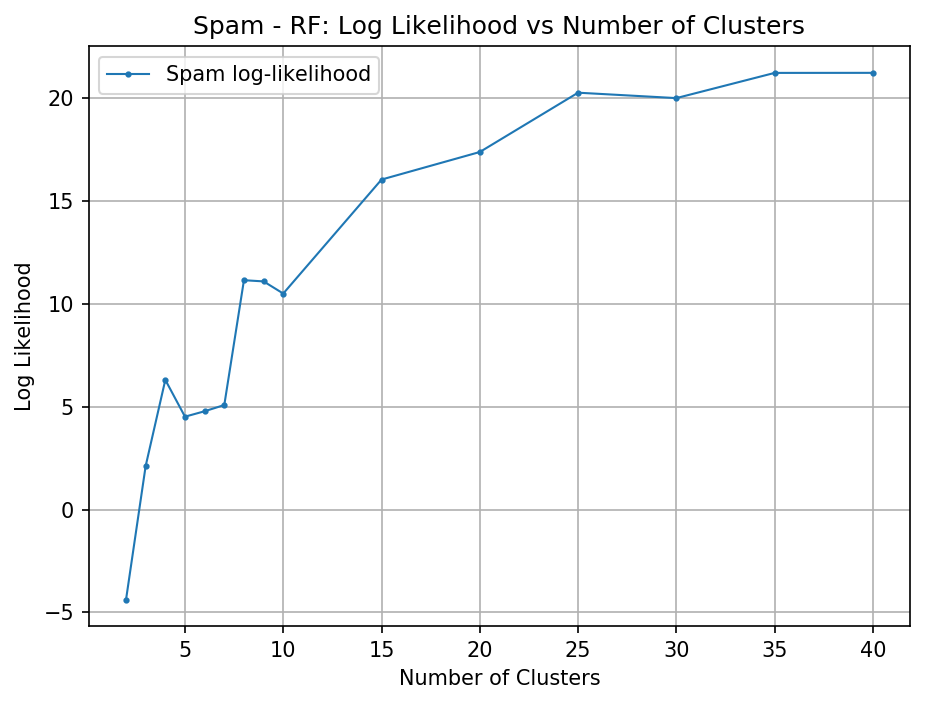 Spam - RF: Log Likelihood vs Number of Clusters
Spam log-likelihood
20
15
10
5
0
−5
Log Likelihood
5 10 15 20 25 30 35 40
Number of Clusters